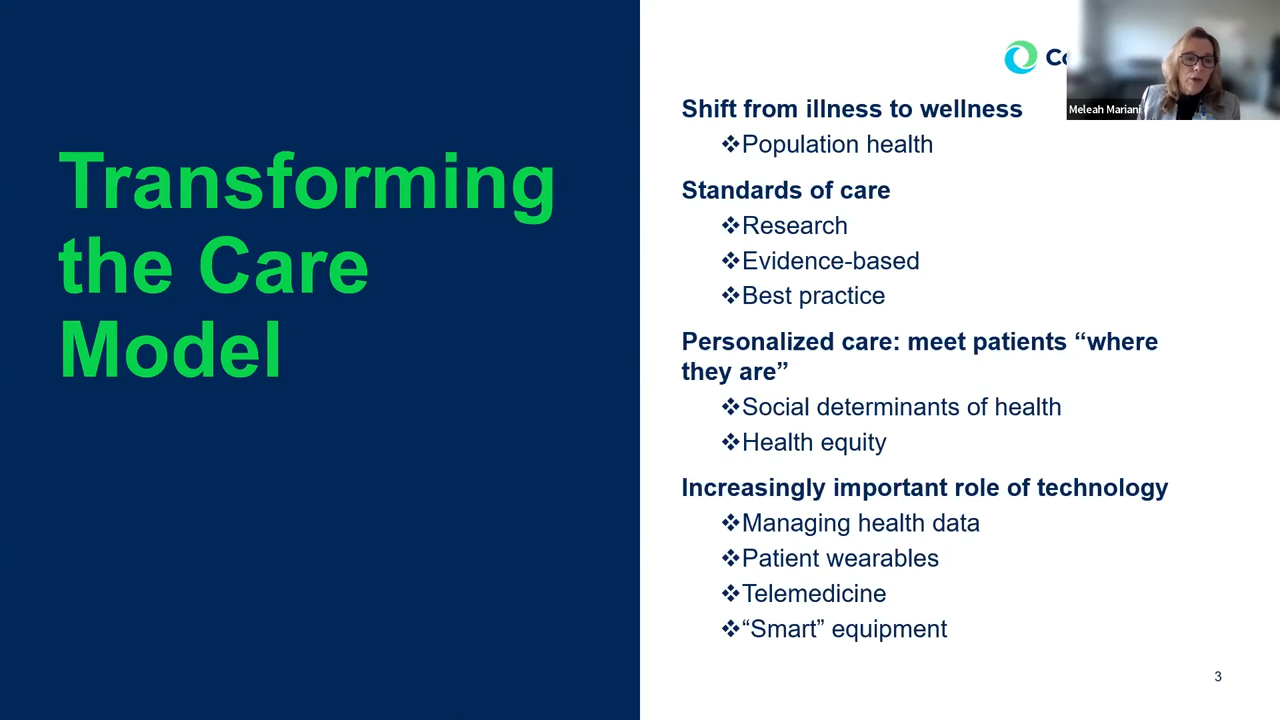 Transforming
the Care
Model
Meleah Mariani
Shift from illness to wellness
❖Population health
Standards of care
❖Research
❖Evidence-based
❖Best practice
Personalized care: meet patients “where
they are”
❖Social determinants of health
❖Health equity
Increasingly important role of technology
❖Managing health data
❖Patient wearables
❖Telemedicine
❖“Smart” equipment
3